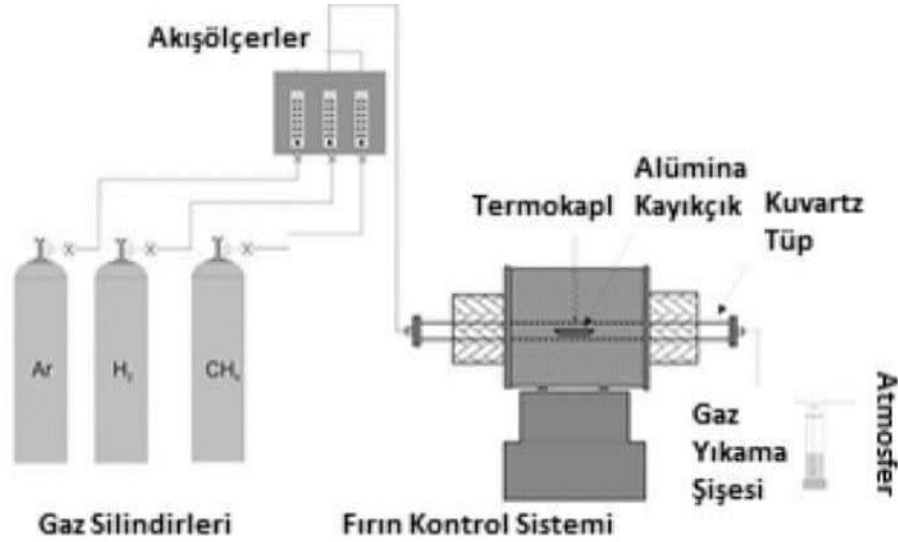 Akışölçerler
Termokapl
Alümina
Kayıkçık
Kuvartz
Tüp
Ar
H₂
CH₄
Gaz
Yıkama
Şişesi
Atmosfer
Gaz Silindirleri
Fırın Kontrol Sistemi